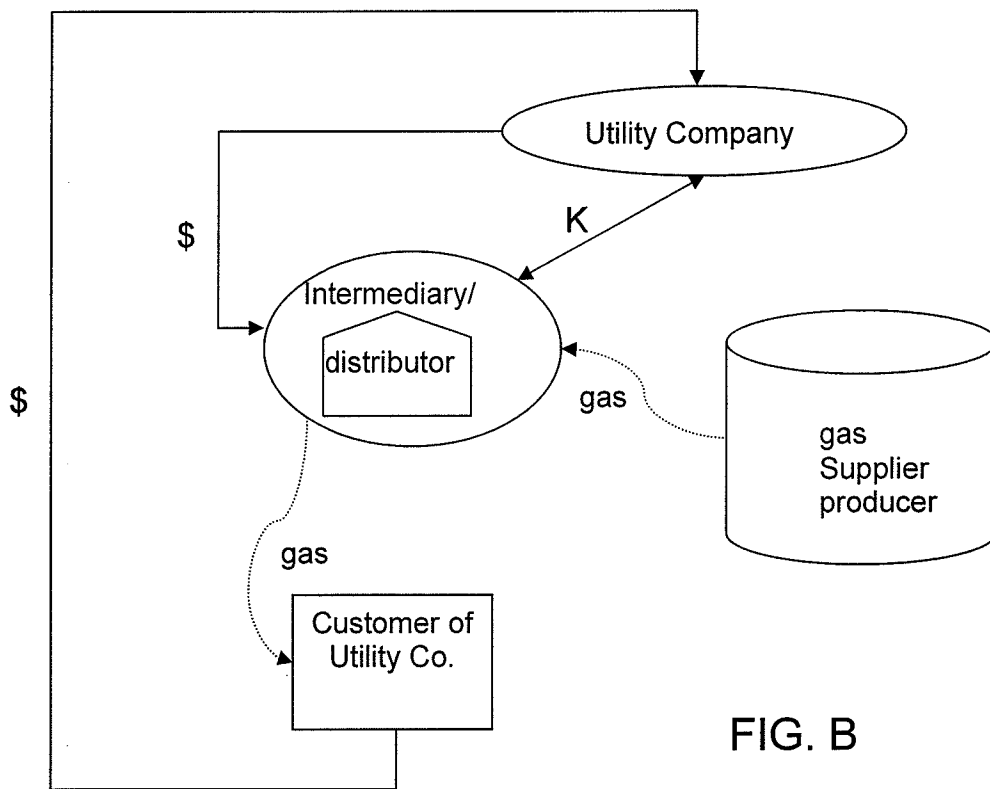 Utility Company
K
$
Intermediary/
distributor
gas
$
gas
Supplier
producer
gas
Customer of
Utility Co.
FIG. B